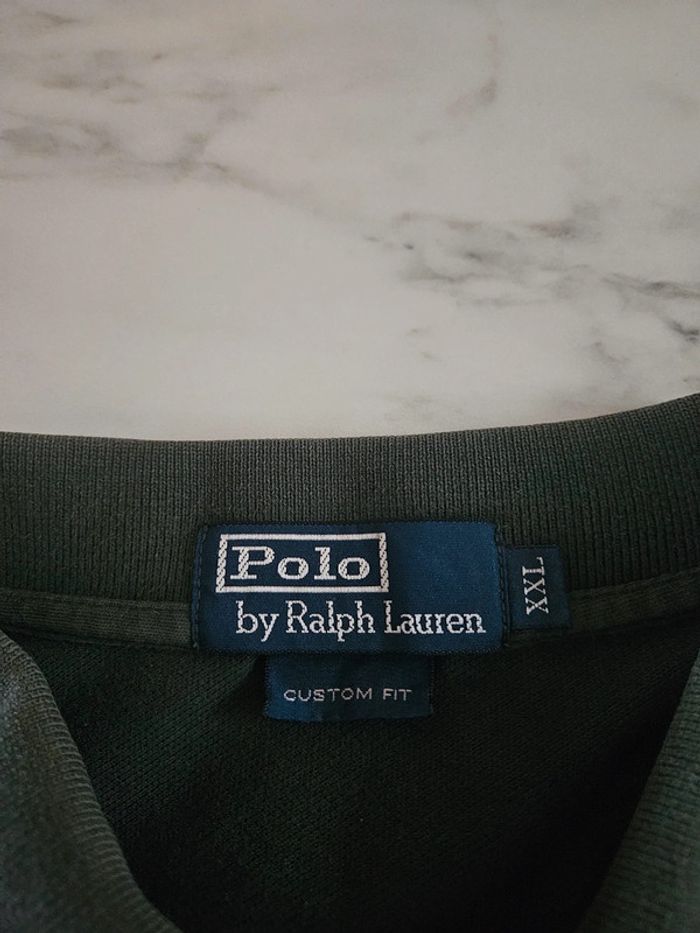 Polo
by Ralph Lauren
XXL
CUSTOM FIT